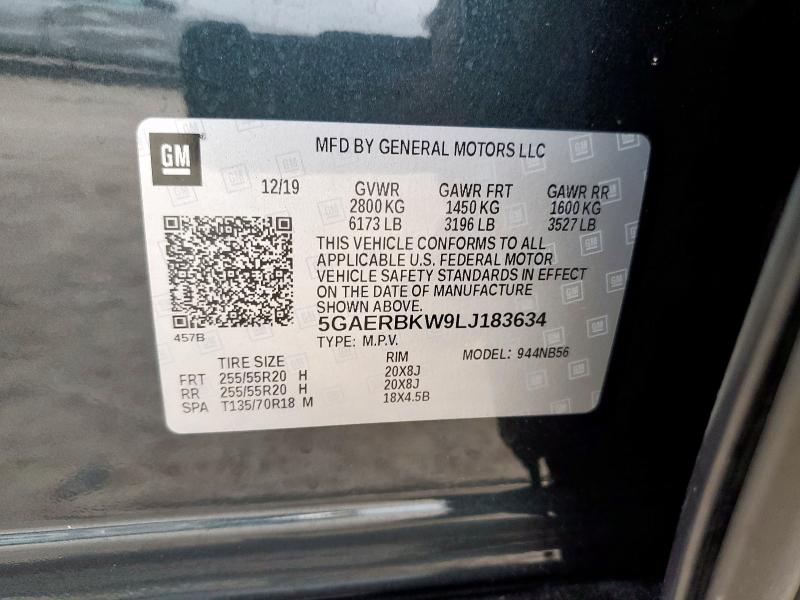 GM
MFD BY GENERAL MOTORS LLC
12/19 GVWR GAWR FRT GAWR RR
2800 KG 1450 KG 1600 KG
6173 LB 3196 LB 3527 LB
THIS VEHICLE CONFORMS TO ALL
APPLICABLE U.S. FEDERAL MOTOR
VEHICLE SAFETY STANDARDS IN EFFECT
ON THE DATE OF MANUFACTURE
SHOWN ABOVE.
457B
5GAERBKW9LJ183634
TYPE: M.P.V. MODEL: 944NB56
TIRE SIZE RIM
FRT 255/55R20 H 20X8J
RR 255/55R20 H 20X8J
SPA T135/70R18 M 18X4.5B